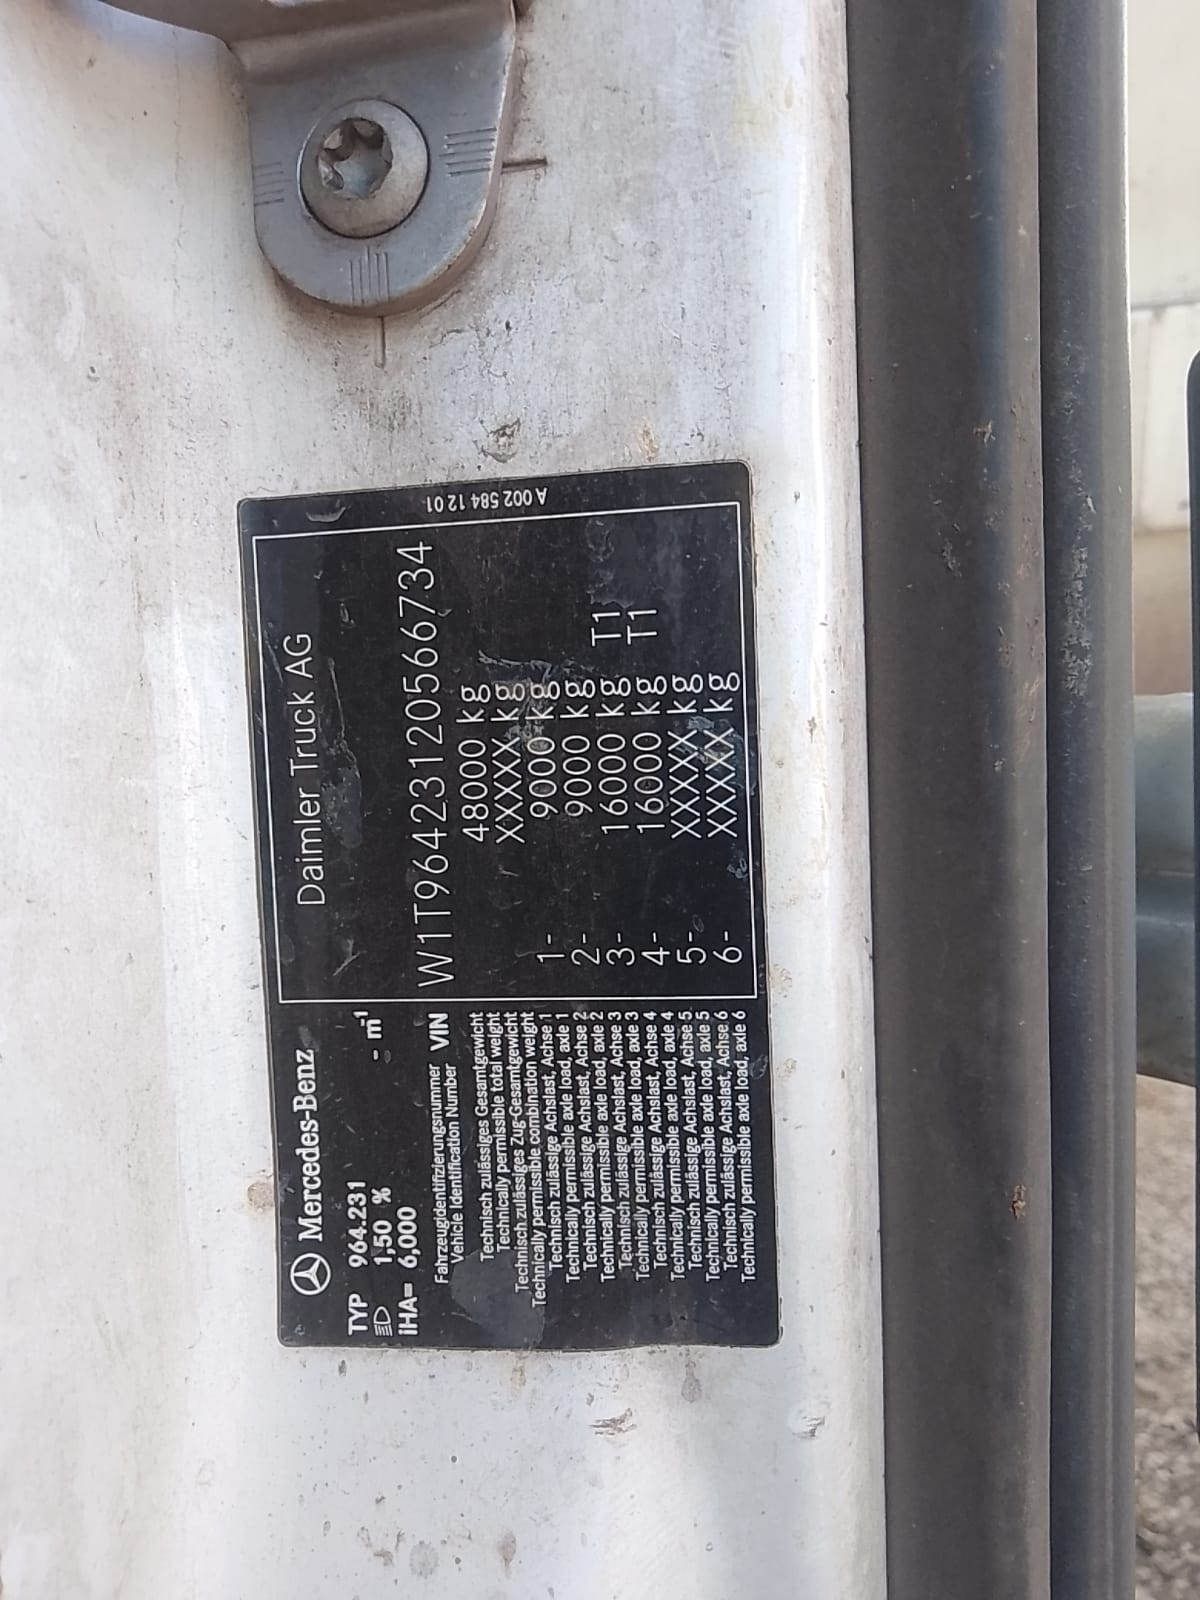 Mercedes-Benz
Daimler Truck AG
TYP 964.231
1,50 % - m-1
iHA= 6,000
Fahrzeugidentifizierungsnummer VIN
Vehicle Identification Number
W1T96423120566734
Technisch zulässiges Gesamtgewicht
Technically permissible total weight
48000 kg
Technisch zulässiges Zug-Gesamtgewicht
Technically permissible combination weight
XXXXX kg
Technisch zulässige Achslast, Achse 1
Technically permissible axle load, axle 1
1- 9000 kg
Technisch zulässige Achslast, Achse 2
Technically permissible axle load, axle 2
2- 9000 kg
Technisch zulässige Achslast, Achse 3
Technically permissible axle load, axle 3
3- 16000 kg T1
Technisch zulässige Achslast, Achse 4
Technically permissible axle load, axle 4
4- 16000 kg T1
Technisch zulässige Achslast, Achse 5
Technically permissible axle load, axle 5
5- XXXXX kg
Technisch zulässige Achslast, Achse 6
Technically permissible axle load, axle 6
6- XXXXX kg
A 002 584 12 01